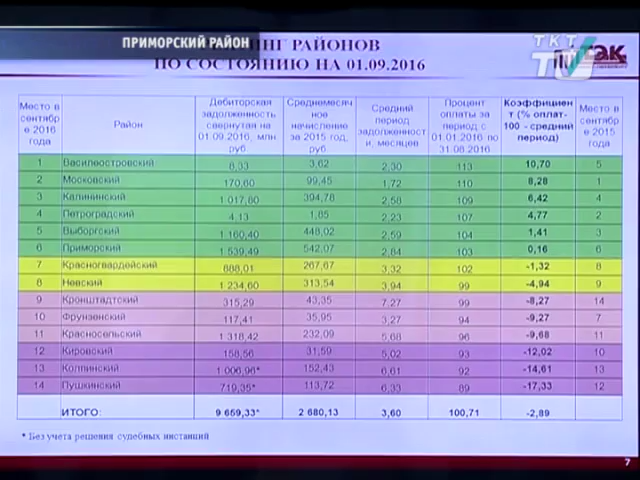 ПРИМОРСКИЙ РАЙОН
ИНГ РАЙОНОВ
ПО СОСТОЯНИЮ НА 01.09.2016
TKT
TV
ТЭК
Место в сентябре 2016 года Район Дебиторская задолженность свернутая на 01.09.2016, млн. руб Среднемесячное начисление за 2015 год, руб. Средний период задолженности, месяцев Процент оплаты за период с 01.01.2016 по 31.08.2016 Коэффициент (% оплат-100 - средний период) Место в сентябре 2015 года
1 Василеостровский 8,33 3,62 2,30 113 10,70 5
2 Московский 170,60 99,45 1,72 110 8,28 1
3 Калининский 1 017,60 394,78 2,58 109 6,42 4
4 Петроградский 4,13 1,85 2,23 107 4,77 2
5 Выборгский 1 160,40 448,02 2,59 104 1,41 3
6 Приморский 1 539,49 542,07 2,84 103 0,16 6
7 Красногвардейский 888,01 267,67 3,32 102 -1,32 8
8 Невский 1 234,60 313,54 3,94 99 -4,94 9
9 Кронштадтский 315,29 43,35 7,27 99 -8,27 14
10 Фрунзенский 117,41 35,95 3,27 94 -9,27 7
11 Красносельский 1 318,42 232,09 5,68 96 -9,68 11
12 Кировский 158,56 31,59 5,02 93 -12,02 10
13 Колпинский 1 006,96* 152,43 6,61 92 -14,61 13
14 Пушкинский 719,35* 113,72 6,33 89 -17,33 12
ИТОГО: 9 659,33* 2 680,13 3,60 100,71 -2,89
* Без учета решения судебных инстанций
7